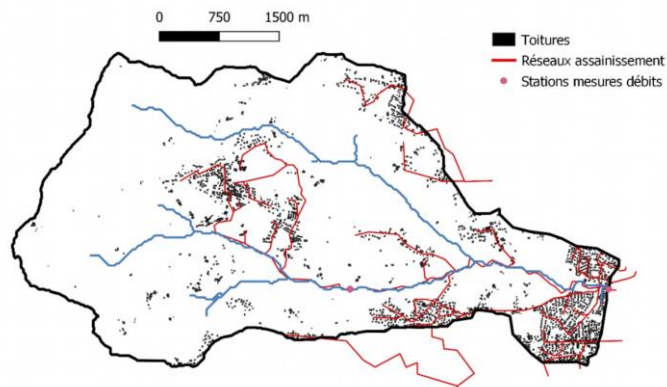 0 750 1500 m
Toitures
Réseaux assainissement
Stations mesures débits